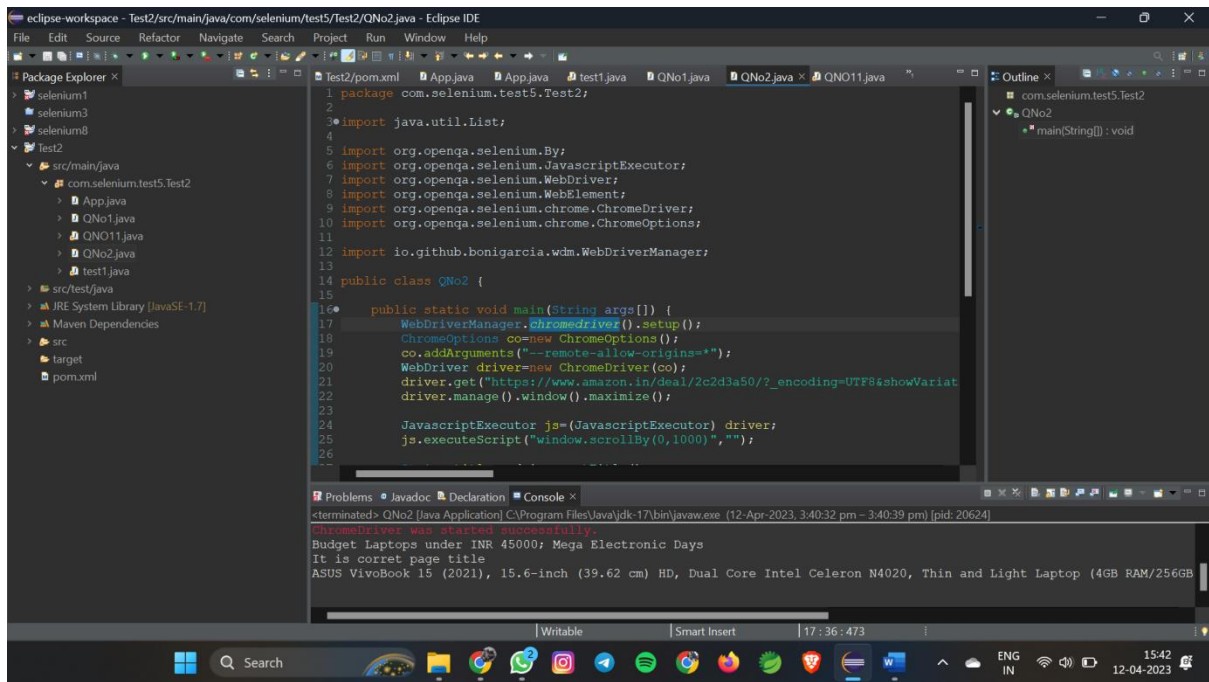 eclipse-workspace - Test2/src/main/java/com/selenium/test5/Test2/QNo2.java - Eclipse IDE
File Edit Source Refactor Navigate Search Project Run Window Help
Package Explorer
selenium1
selenium3
selenium8
Test2
src/main/java
com.selenium.test5.Test2
App.java
QNo1.java
QNO11.java
QNo2.java
test1.java
src/test/java
JRE System Library [JavaSE-1.7]
Maven Dependencies
src
target
pom.xml
Test2/pom.xml App.java App.java test1.java QNo1.java QNo2.java QNO11.java
1 package com.selenium.test5.Test2;
2
3 import java.util.List;
4
5 import org.openqa.selenium.By;
6 import org.openqa.selenium.JavascriptExecutor;
7 import org.openqa.selenium.WebDriver;
8 import org.openqa.selenium.WebElement;
9 import org.openqa.selenium.chrome.ChromeDriver;
10 import org.openqa.selenium.chrome.ChromeOptions;
11
12 import io.github.bonigarcia.wdm.WebDriverManager;
13
14 public class QNo2 {
15
16 public static void main(String args[]) {
17 WebDriverManager.chromedriver().setup();
18 ChromeOptions co=new ChromeOptions();
19 co.addArguments("--remote-allow-origins=*");
20 WebDriver driver=new ChromeDriver(co);
21 driver.get("https://www.amazon.in/deal/2c2d3a50/?_encoding=UTF8&showVariat
22 driver.manage().window().maximize();
23
24 JavascriptExecutor js=(JavascriptExecutor) driver;
25 js.executeScript("window.scrollBy(0,1000)","");
26
Outline
com.selenium.test5.Test2
QNo2
main(String[]) : void
Problems Javadoc Declaration Console
<terminated> QNo2 [Java Application] C:\Program Files\Java\jdk-17\bin\javaw.exe (12-Apr-2023, 3:40:32 pm – 3:40:39 pm) [pid: 20624]
ChromeDriver was started successfully.
Budget Laptops under INR 45000; Mega Electronic Days
It is corret page title
ASUS VivoBook 15 (2021), 15.6-inch (39.62 cm) HD, Dual Core Intel Celeron N4020, Thin and Light Laptop (4GB RAM/256GB
Writable Smart Insert 17 : 36 : 473
Search
2
ENG
IN
15:42
12-04-2023